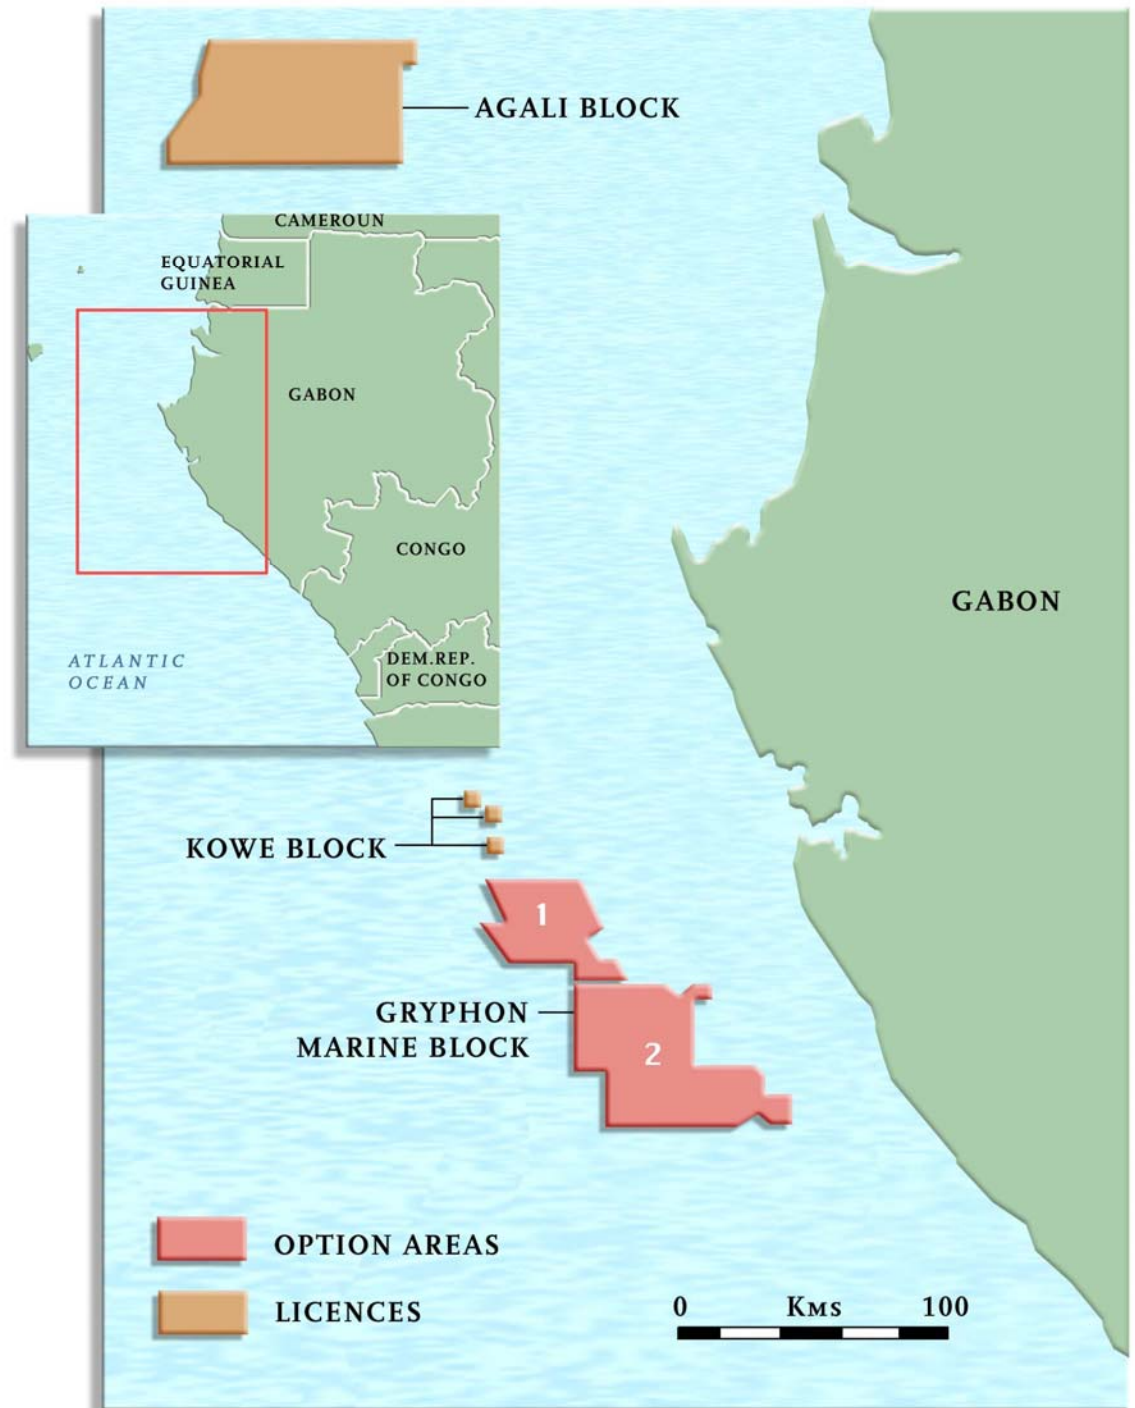 AGALI BLOCK
CAMEROUN
EQUATORIAL
GUINEA
GABON
CONGO
ATLANTIC
OCEAN
DEM.REP.
OF CONGO
GABON
KOWE BLOCK
1
GRYPHON
MARINE BLOCK
2
OPTION AREAS
LICENCES
0 KMS 100